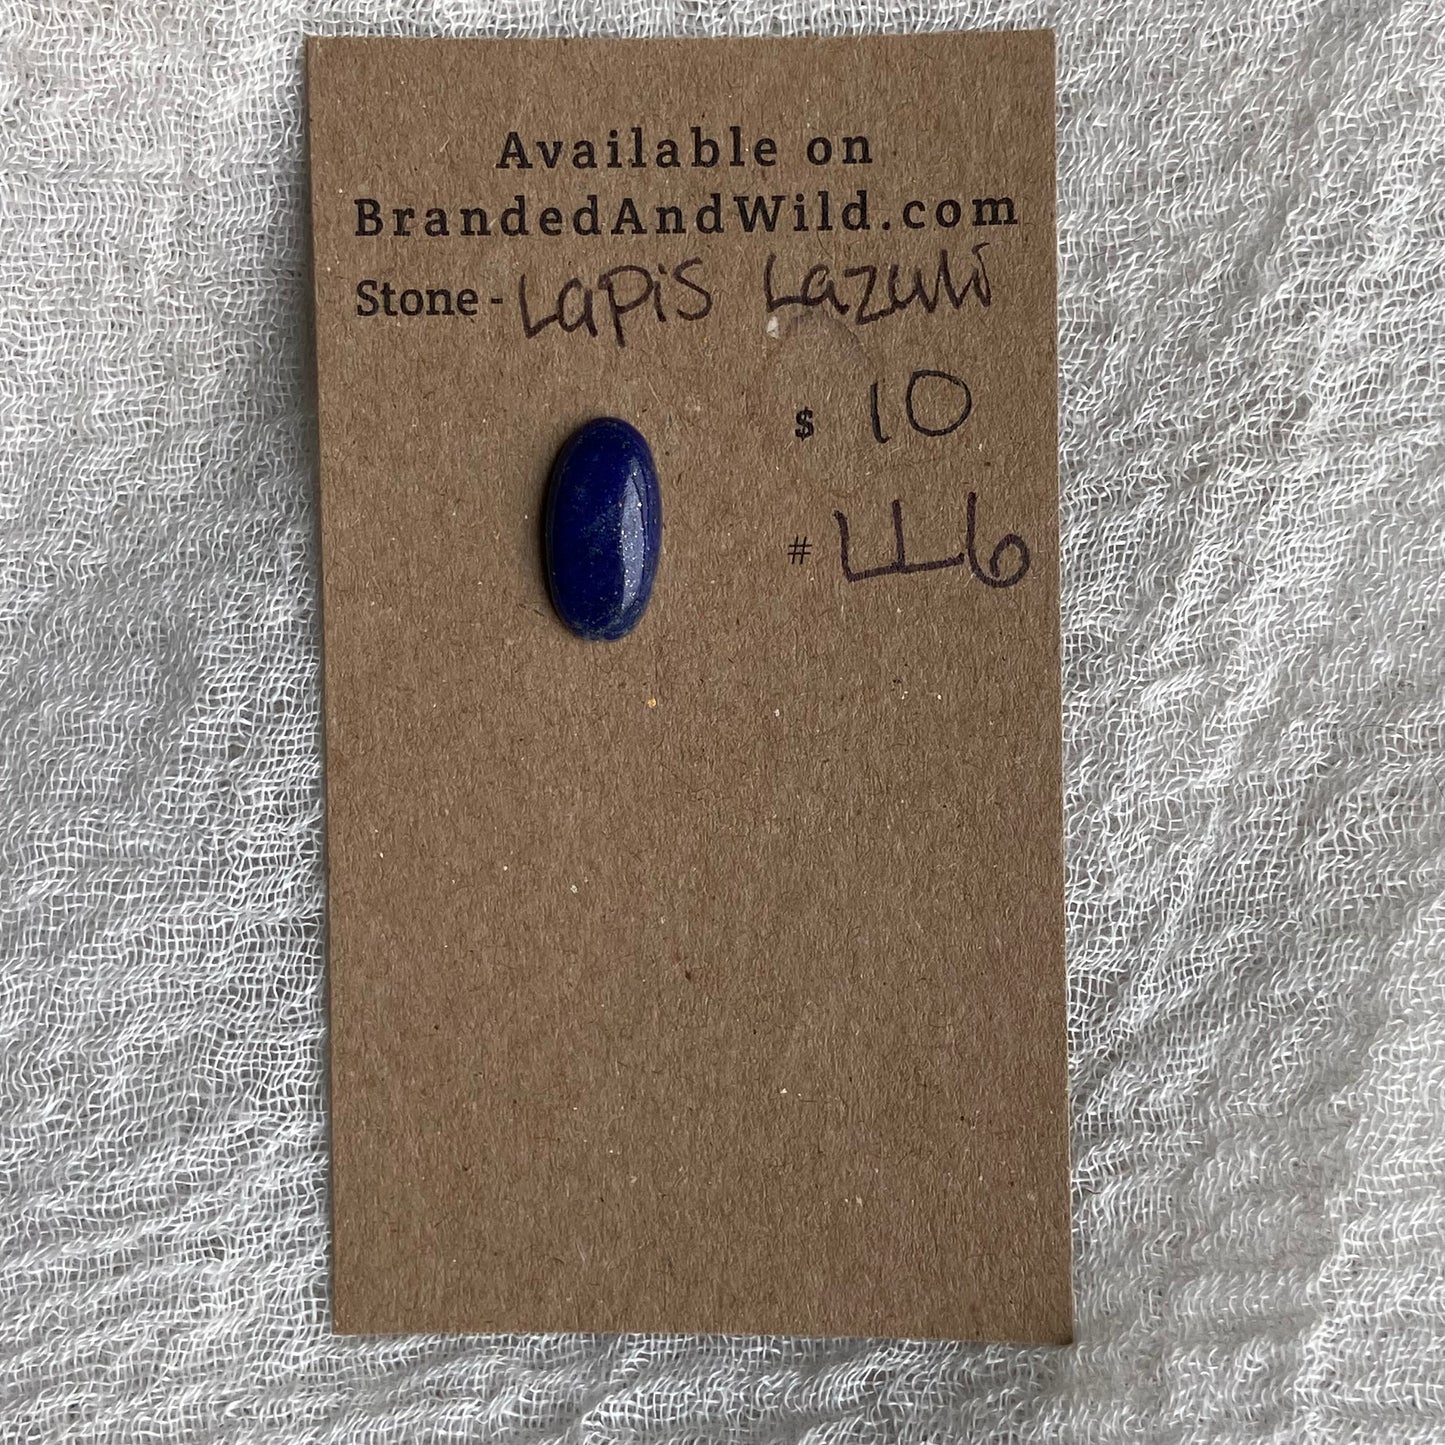 Available on
BrandedAndWild.com
Stone - Lapis Lazuli
$ 10
# LL6